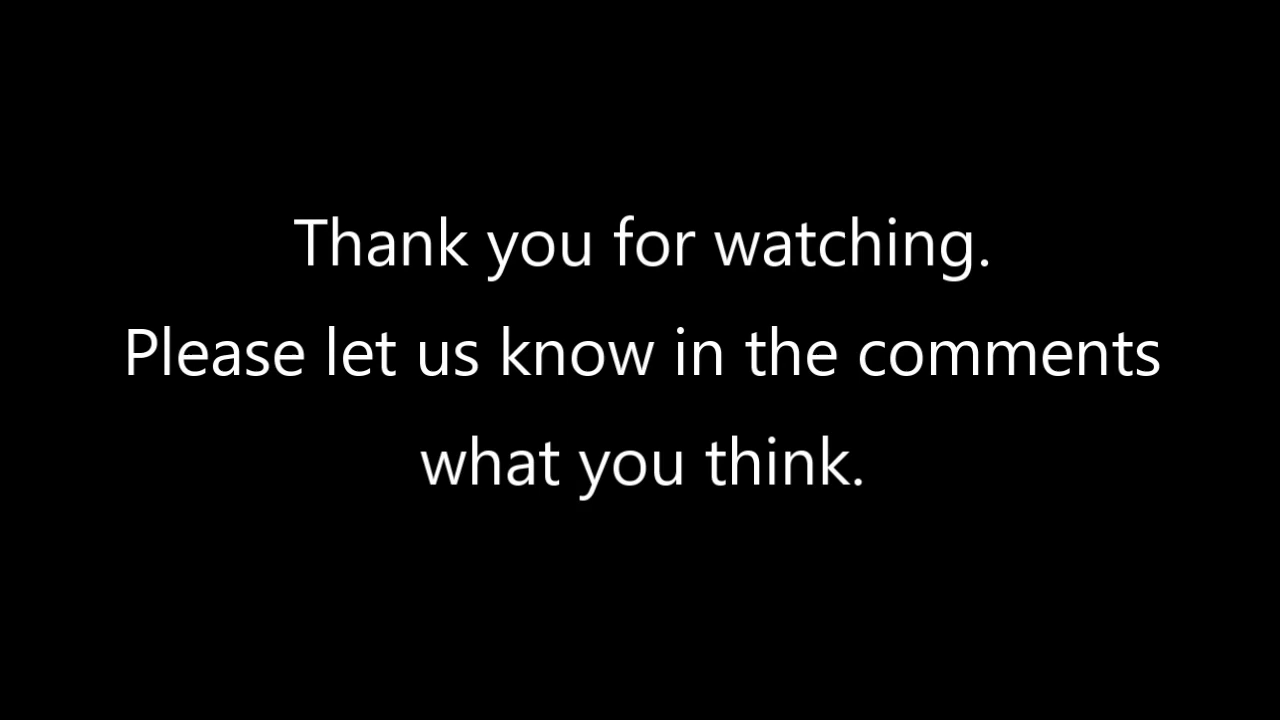 Thank you for watching.
Please let us know in the comments
what you think.